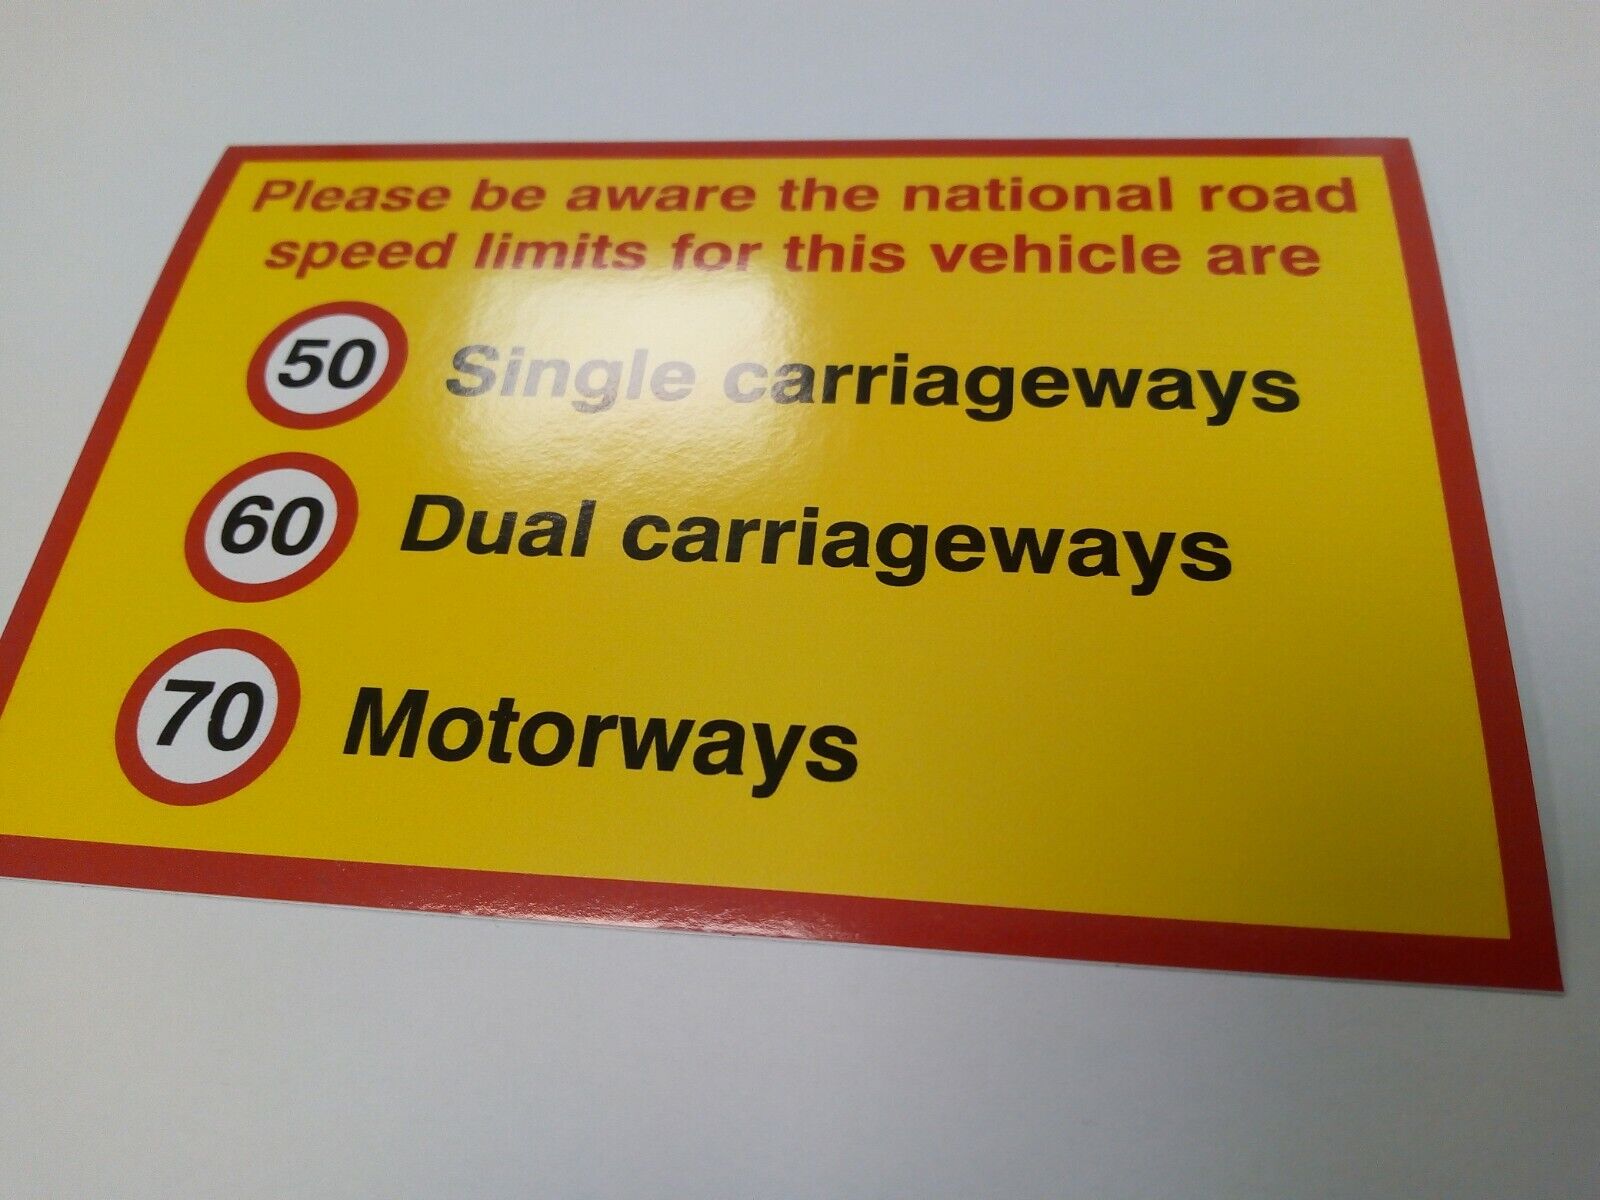 Please be aware the national road
speed limits for this vehicle are
50 Single carriageways
60 Dual carriageways
70 Motorways